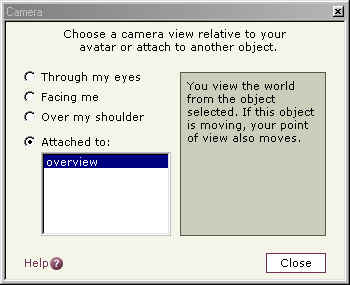 Camera
Choose a camera view relative to your
avatar or attach to another object.
Through my eyes
Facing me
Over my shoulder
Attached to:
overview
You view the world
from the object
selected. If this object
is moving, your point
of view also moves.
Help?
Close